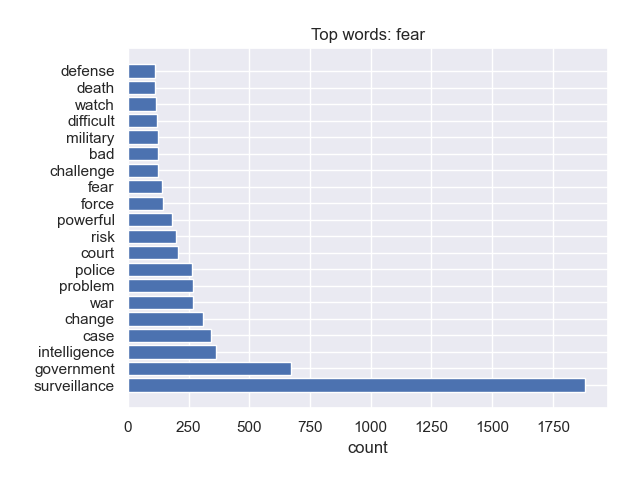 Top words: fear
defense
death
watch
difficult
military
bad
challenge
fear
force
powerful
risk
court
police
problem
war
change
case
intelligence
government
surveillance
0 250 500 750 1000 1250 1500 1750
count